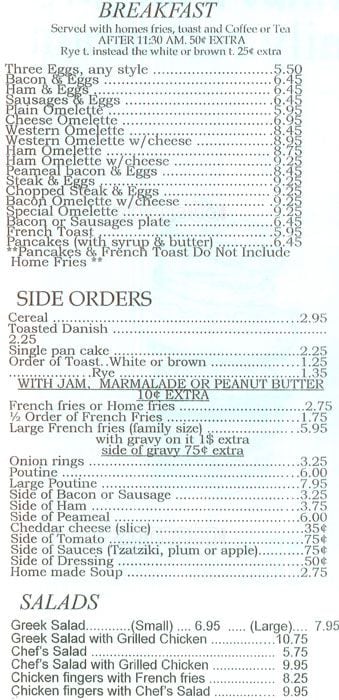 BREAKFAST
Served with homes fries, toast and Coffee or Tea
AFTER 11:30 AM. 50¢ EXTRA
Rye t. instead the white or brown t. 25¢ extra
Three Eggs, any style ........................5.50
Bacon & Eggs ..................................6.45
Ham & Eggs.....................................6.45
Sausages & Eggs .............................6.45
Plain Omelette ................................5.95
Cheese Omelette .............................6.95
Western Omelette ...........................8.45
Western Omelette w/cheese ............8.95
Ham Omelette .................................8.75
Ham Omelette w/cheese .................9.25
Peameal bacon & Eggs ....................8.45
Steak & Eggs ...................................9.25
Chopped Steak & Eggs ....................9.25
Bacon Omelette w/cheese ...............9.25
Special Omelette .............................9.25
Bacon or Sausages plate ..................6.45
French Toast ...................................5.95
Pancakes (with syrup & butter) .........6.45
**Pancakes & French Toast Do Not Include
Home Fries **
SIDE ORDERS
Cereal ................................................2.95
Toasted Danish ....................................
2.25
Single pan cake ...................................2.25
Order of Toast..White or brown ...........1.25
..................Rye ....................................1.35
WITH JAM, MARMALADE OR PEANUT BUTTER
10¢ EXTRA
French fries or Home fries .....................2.75
½ Order of French Fries .......................1.75
Large French fries (family size) ..............5.95
with gravy on it 1$ extra
side of gravy 75¢ extra
Onion rings ..........................................3.25
Poutine .................................................6.00
Large Poutine .......................................7.95
Side of Bacon or Sausage ......................3.25
Side of Ham .........................................3.75
Side of Peameal ....................................6.00
Cheddar cheese (slice) ...........................35¢
Side of Tomato .....................................75¢
Side of Sauces (Tzatziki, plum or apple)..........75¢
Side of Dressing ....................................50¢
Home made Soup .................................2.75
SALADS
Greek Salad............(Small) .... 6.95 ..... (Large).... 7.95
Greek Salad with Grilled Chicken ................10.75
Chef's Salad .............................................. 5.75
Chef's Salad with Grilled Chicken ............... 9.95
Chicken fingers with French fries ................ 8.25
Chicken fingers with Chef's Salad ............... 9.95